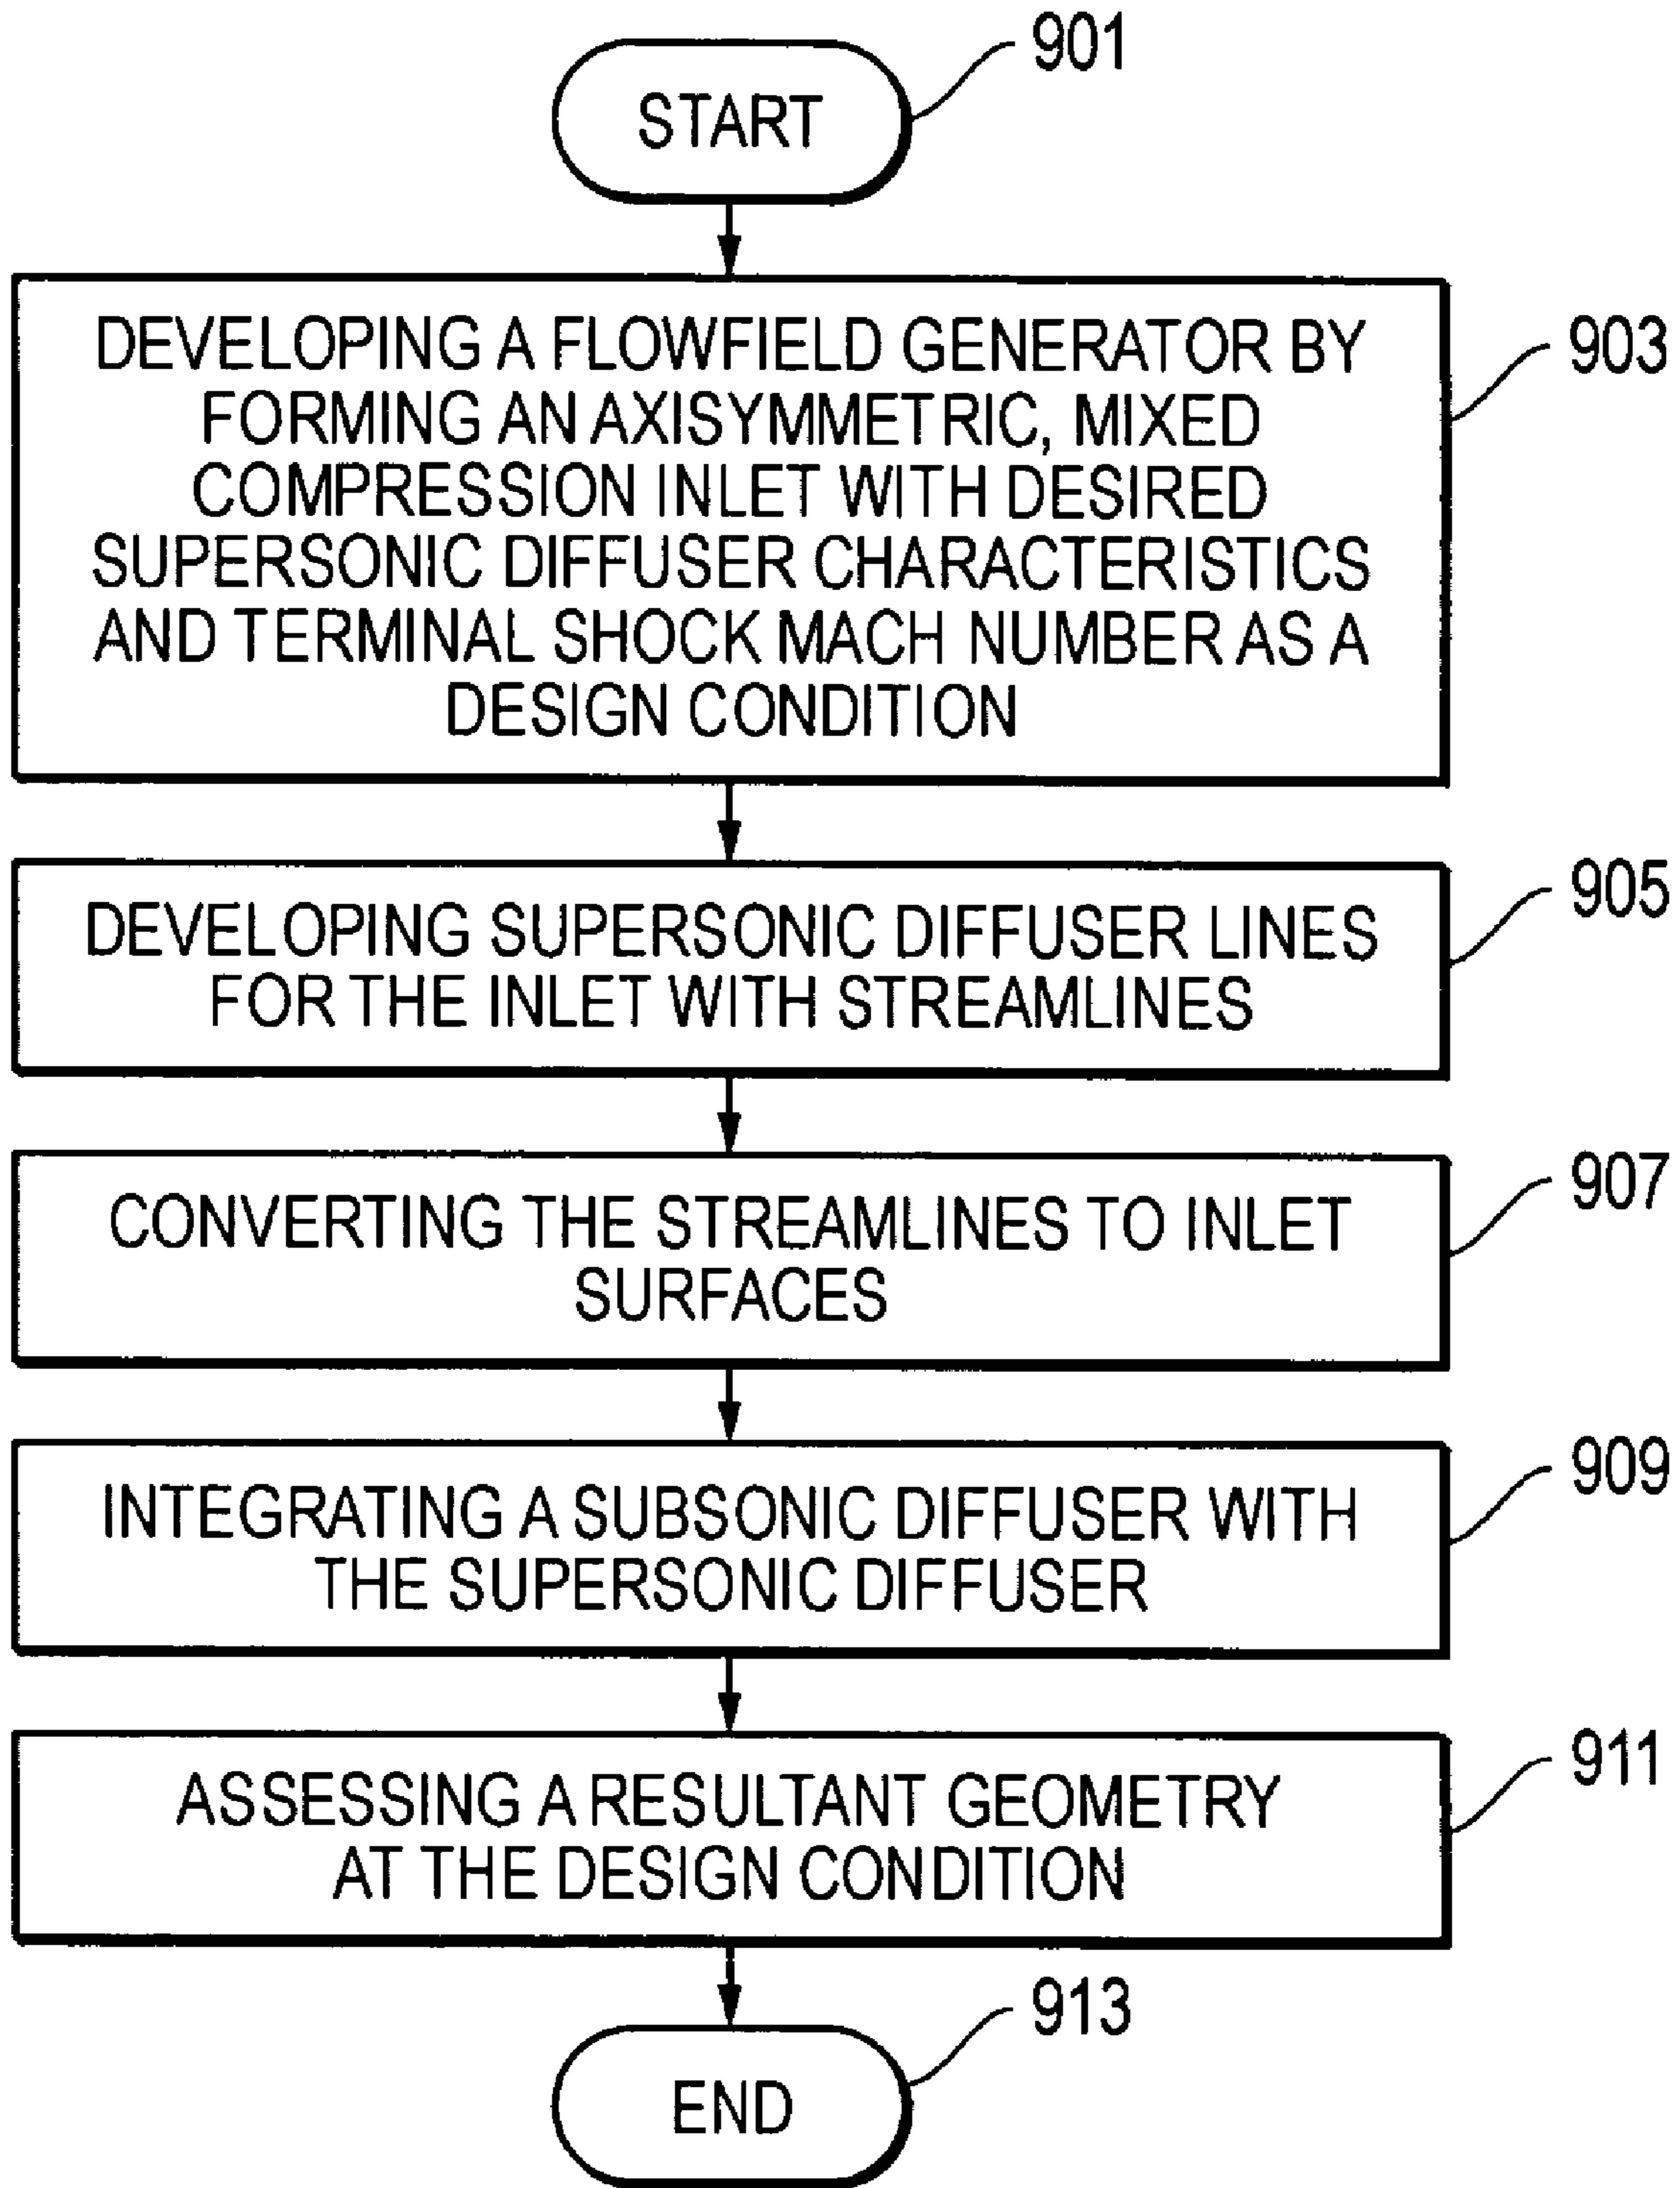 901
START
DEVELOPING A FLOWFIELD GENERATOR BY
903
FORMING AN AXISYMMETRIC, MIXED
COMPRESSION INLET WITH DESIRED
SUPERSONIC DIFFUSER CHARACTERISTICS
AND TERMINAL SHOCK MACH NUMBER AS A
DESIGN CONDITION
905
DEVELOPING SUPERSONIC DIFFUSER LINES
FOR THE INLET WITH STREAMLINES
907
CONVERTING THE STREAMLINES TO INLET
SURFACES
909
INTEGRATING A SUBSONIC DIFFUSER WITH
THE SUPERSONIC DIFFUSER
911
ASSESSING A RESULTANT GEOMETRY
AT THE DESIGN CONDITION
913
END